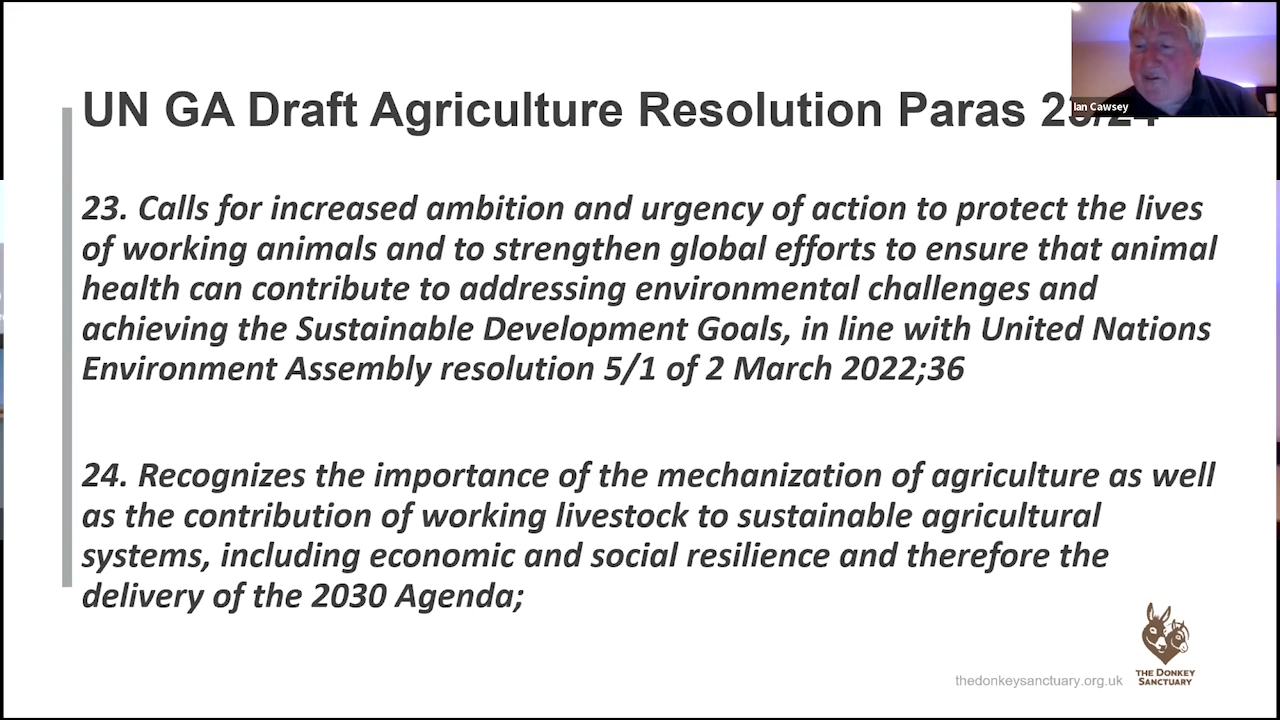 UN GA Draft Agriculture Resolution Paras 23/24
Ian Cawsey
23. Calls for increased ambition and urgency of action to protect the lives
of working animals and to strengthen global efforts to ensure that animal
health can contribute to addressing environmental challenges and
achieving the Sustainable Development Goals, in line with United Nations
Environment Assembly resolution 5/1 of 2 March 2022;36
24. Recognizes the importance of the mechanization of agriculture as well
as the contribution of working livestock to sustainable agricultural
systems, including economic and social resilience and therefore the
delivery of the 2030 Agenda;
thedonkeysanctuary.org.uk
THE DONKEY
SANCTUARY